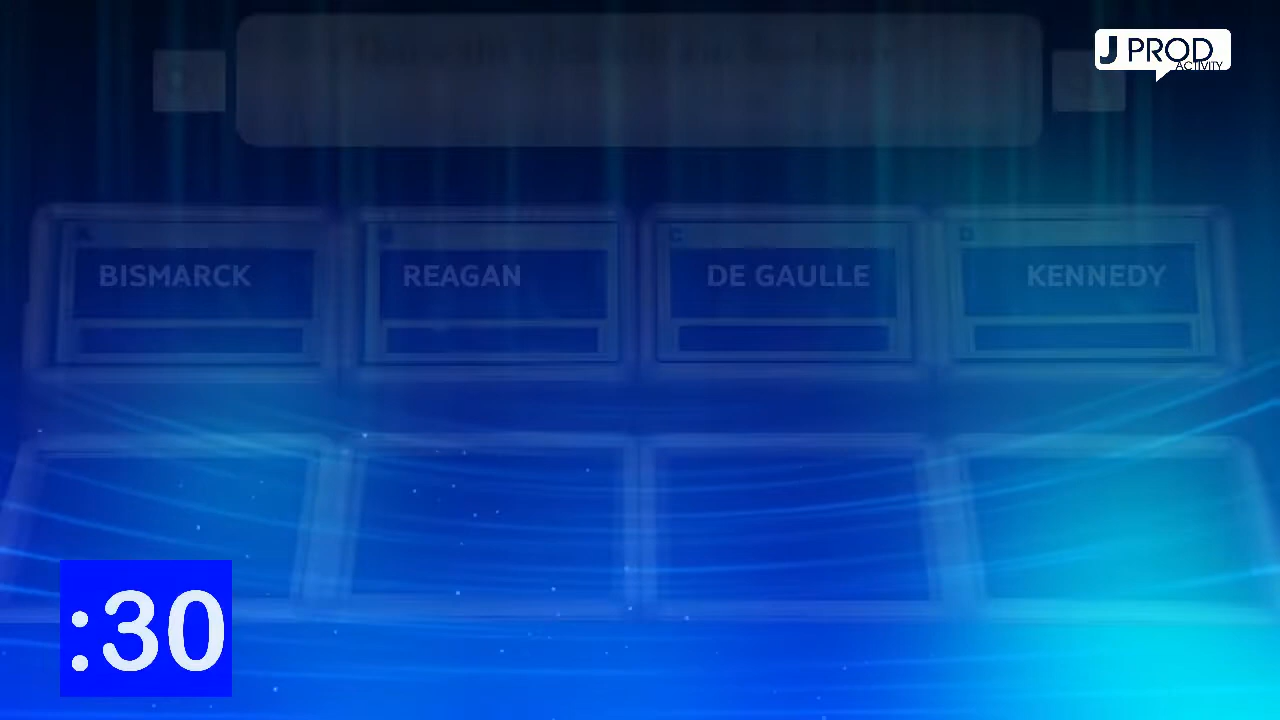 J PROD
ACTIVITY
A
BISMARCK
REAGAN
C
DE GAULLE
D
KENNEDY
:30